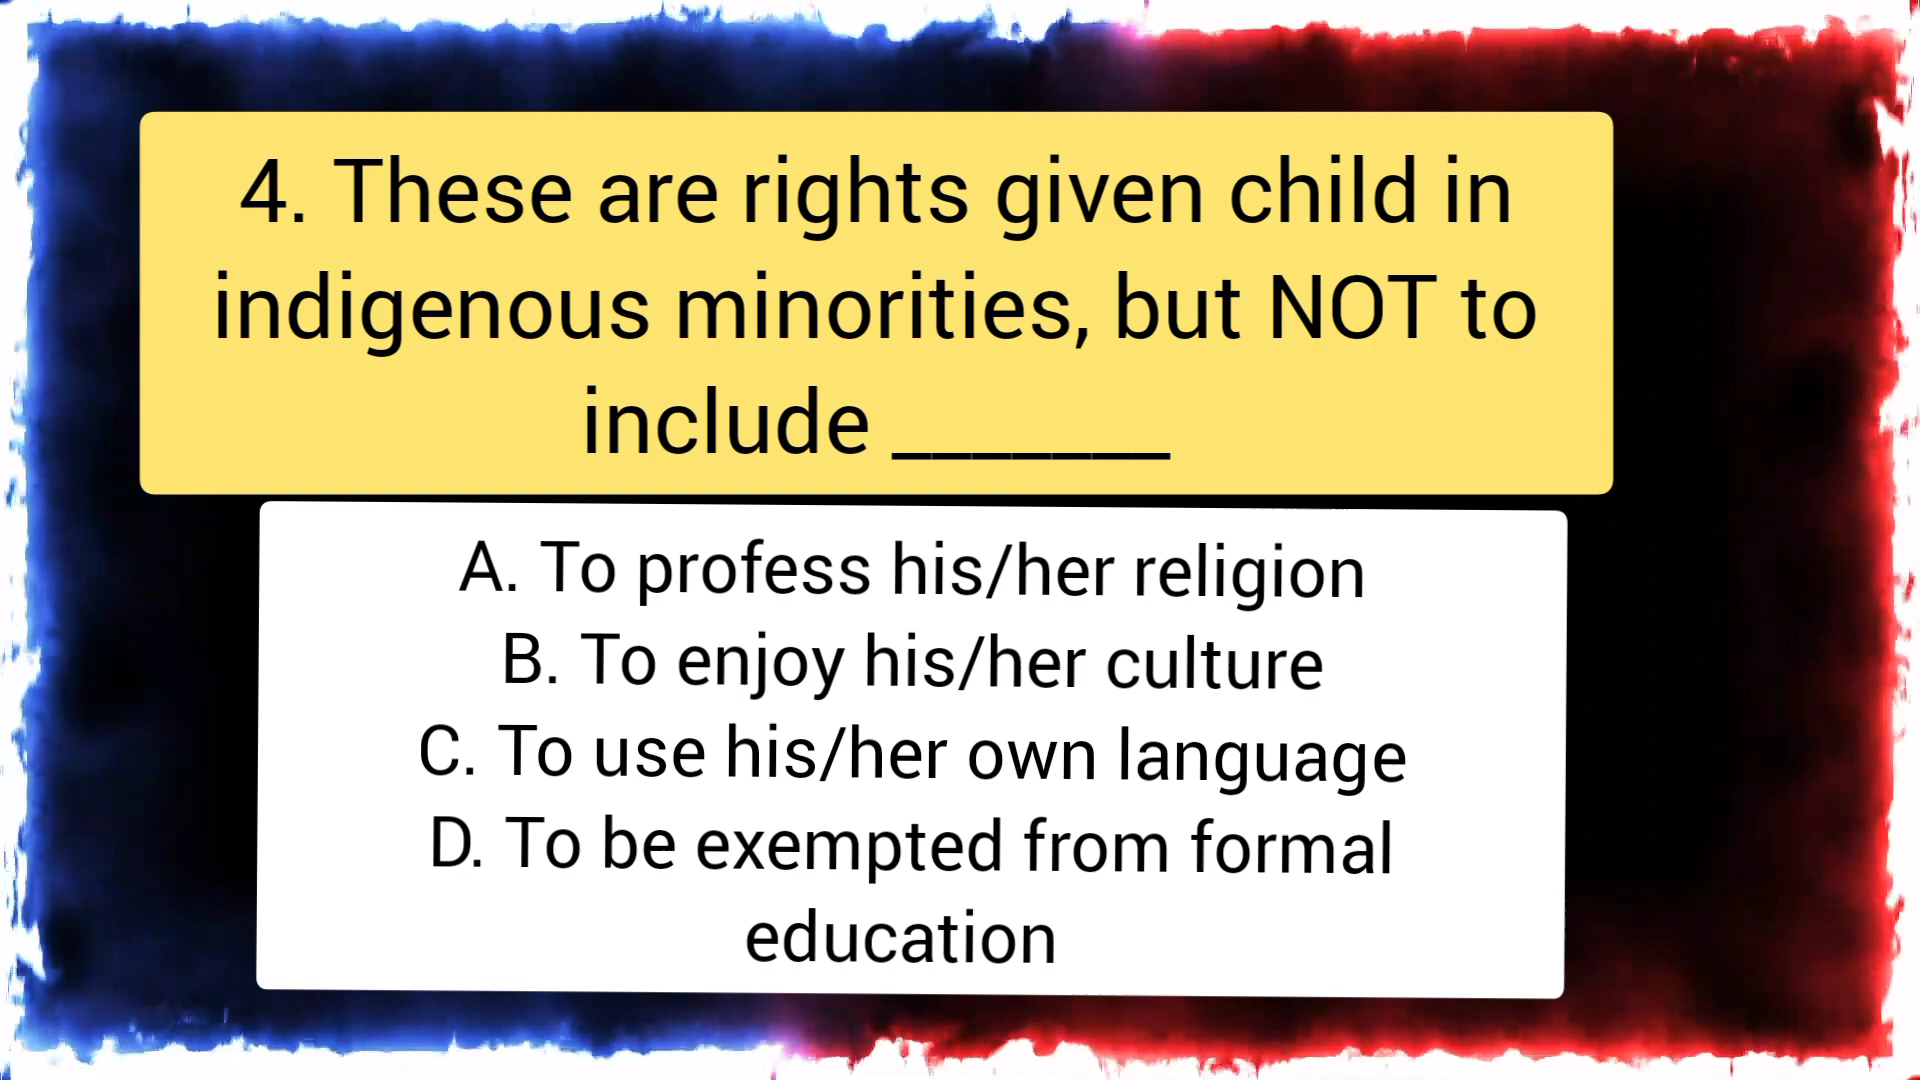 4. These are rights given child in
indigenous minorities, but NOT to
include _______
A. To profess his/her religion
B. To enjoy his/her culture
C. To use his/her own language
D. To be exempted from formal
education